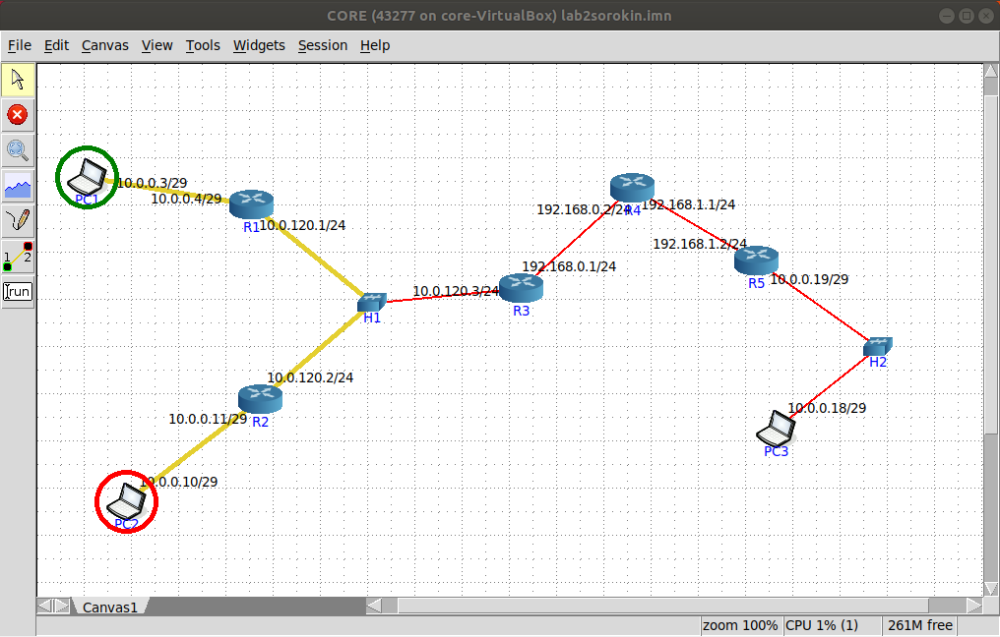 CORE (43277 on core-VirtualBox) lab2sorokin.imn
File Edit Canvas View Tools Widgets Session Help
1 2
run
10.0.0.3/29
PC1
10.0.0.4/29
R1
10.0.120.1/24
H1
10.0.120.2/24
R2
10.0.0.11/29
10.0.0.10/29
PC2
10.0.120.3/24
R3
192.168.0.1/24
192.168.0.2/24
R4
192.168.1.1/24
192.168.1.2/24
R5
10.0.0.19/29
H2
10.0.0.18/29
PC3
Canvas1
zoom 100% CPU 1% (1) 261M free